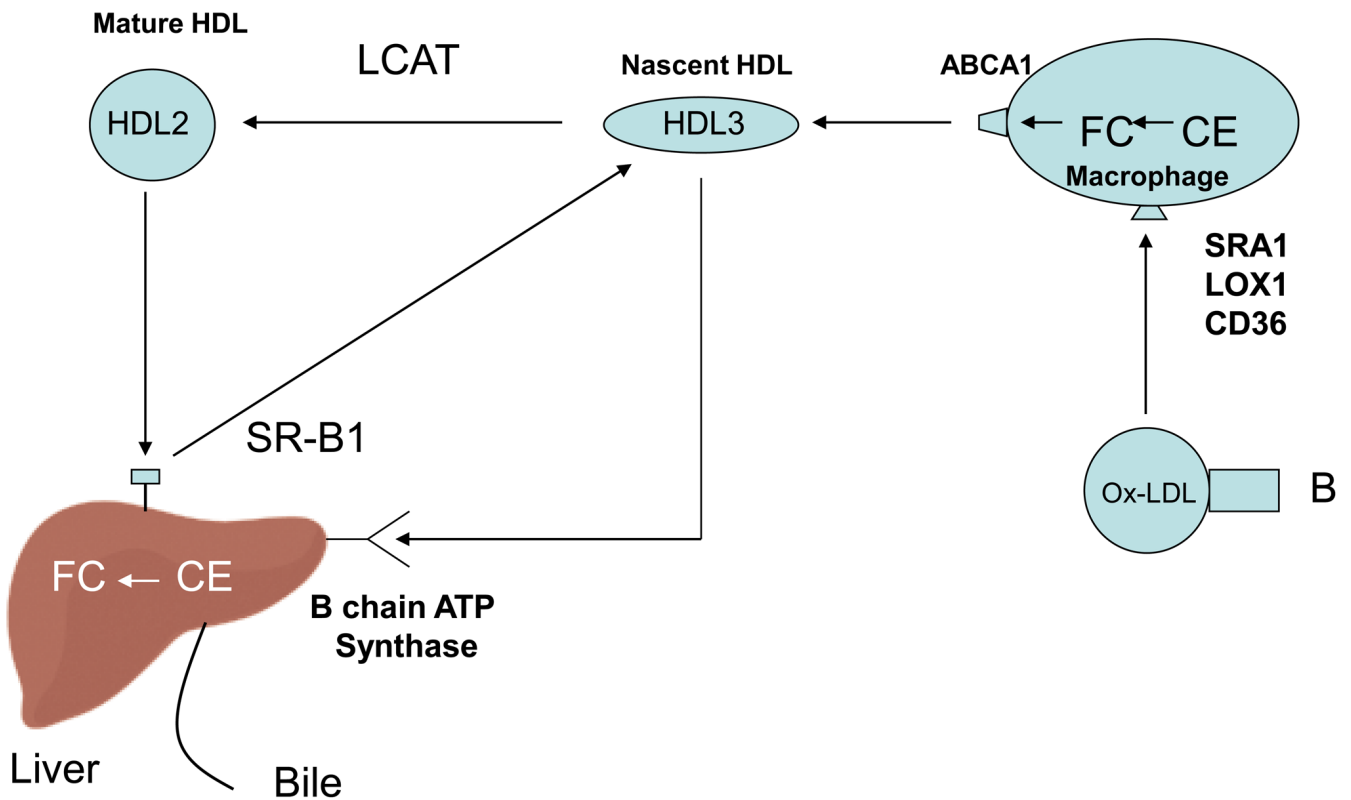 Mature HDL
LCAT
Nascent HDL
ABCA1
HDL2
HDL3
FC
CE
Macrophage
SRA1
LOX1
CD36
SR-B1
Ox-LDL
B
FC
CE
B chain ATP
Synthase
Liver
Bile